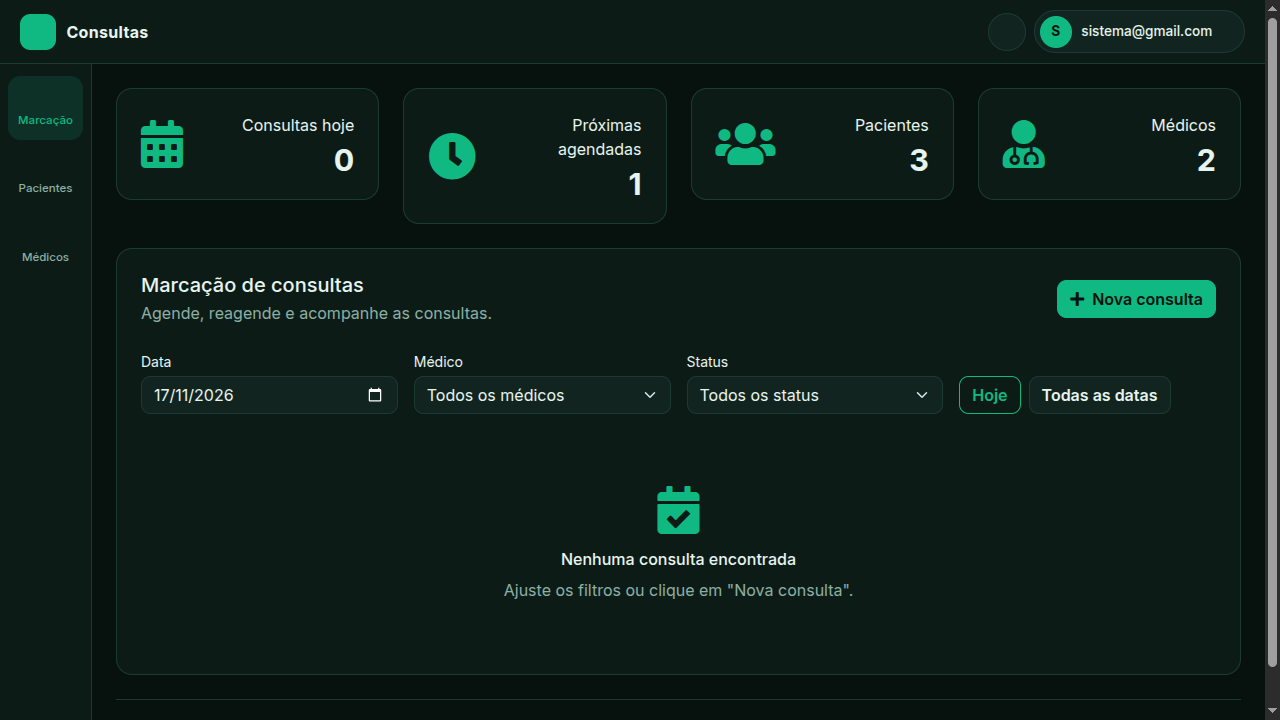 Consultas
S
sistema@gmail.com
Marcação
Pacientes
Médicos
Consultas hoje
0
Próximas
agendadas
1
Pacientes
3
Médicos
2
Marcação de consultas
Agende, reagende e acompanhe as consultas.
Nova consulta
Data
Médico
Status
17/11/2026
Todos os médicos
Todos os status
Hoje
Todas as datas
Nenhuma consulta encontrada
Ajuste os filtros ou clique em "Nova consulta".